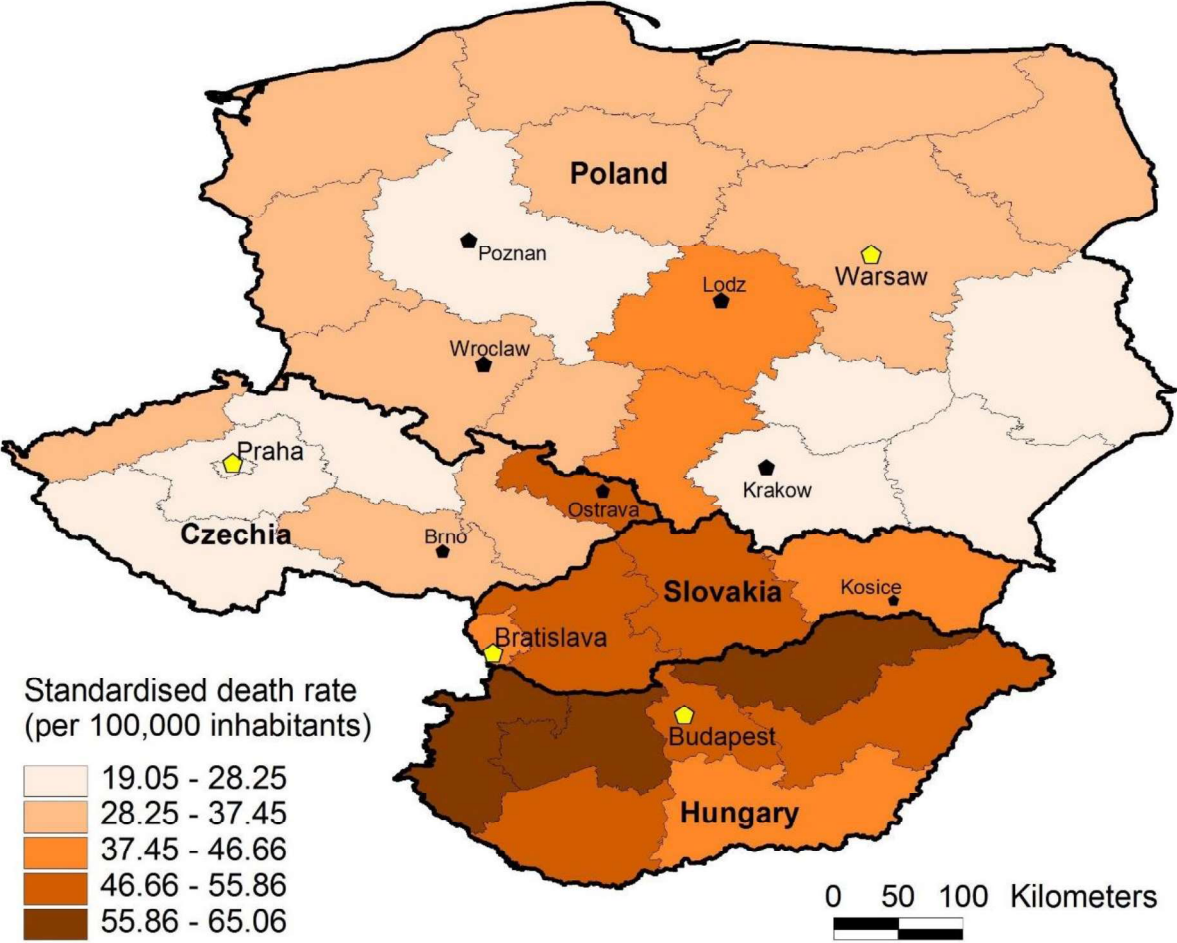 Poland
Poznan
Warsaw
Lodz
Wroclaw
Praha
Krakow
Ostrava
Czechia
Brno
Slovakia
Kosice
Bratislava
Budapest
Hungary
Standardised death rate
(per 100,000 inhabitants)
19.05 - 28.25
28.25 - 37.45
37.45 - 46.66
46.66 - 55.86
55.86 - 65.06
0 50 100 Kilometers